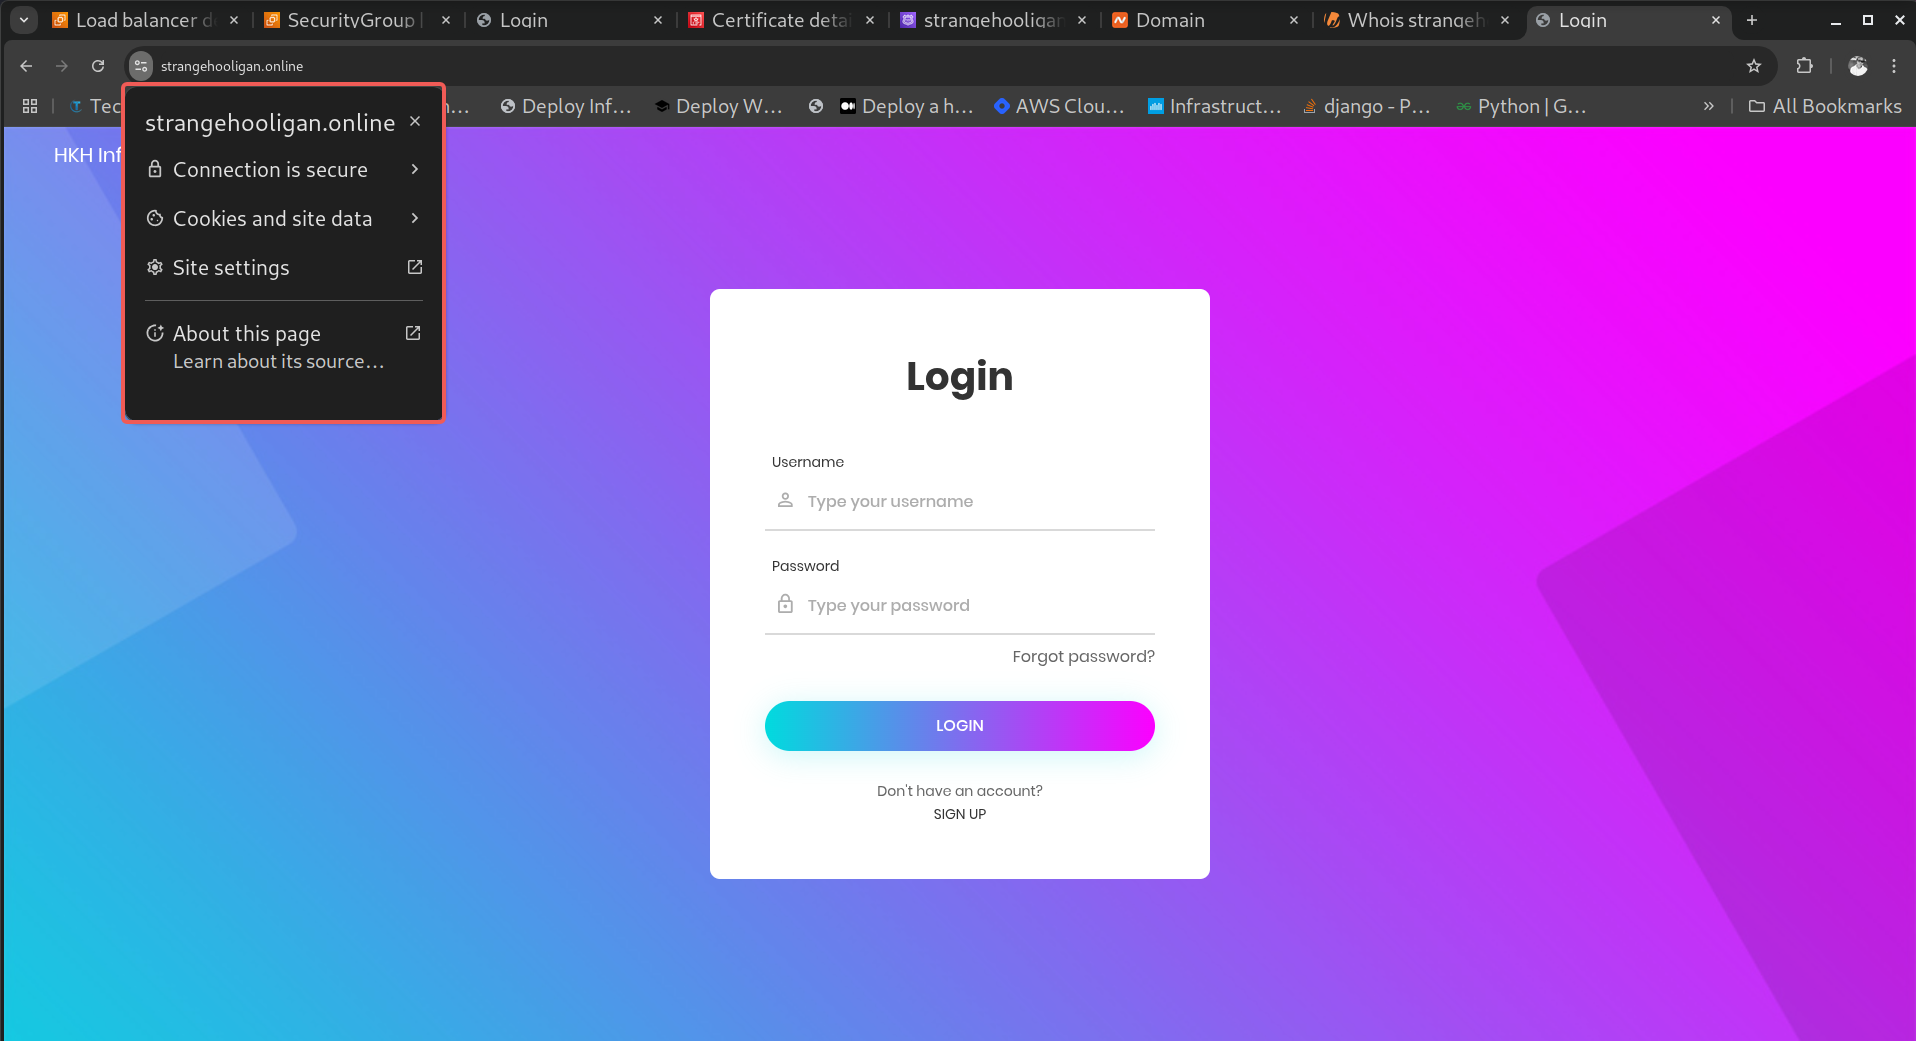 Load balancer de
SecurityGroup
Login
Certificate detai
strangehooligan
Domain
Whois strangeh
Login
strangehooligan.online
Tec
...
Deploy Inf...
Deploy W...
Deploy a h...
AWS Clou...
Infrastruct...
django - P...
Python | G...
»
All Bookmarks
HKH Inf
strangehooligan.online
Connection is secure
Cookies and site data
Site settings
About this page
Learn about its source...
Login
Username
Type your username
Password
Type your password
Forgot password?
LOGIN
Don't have an account?
SIGN UP